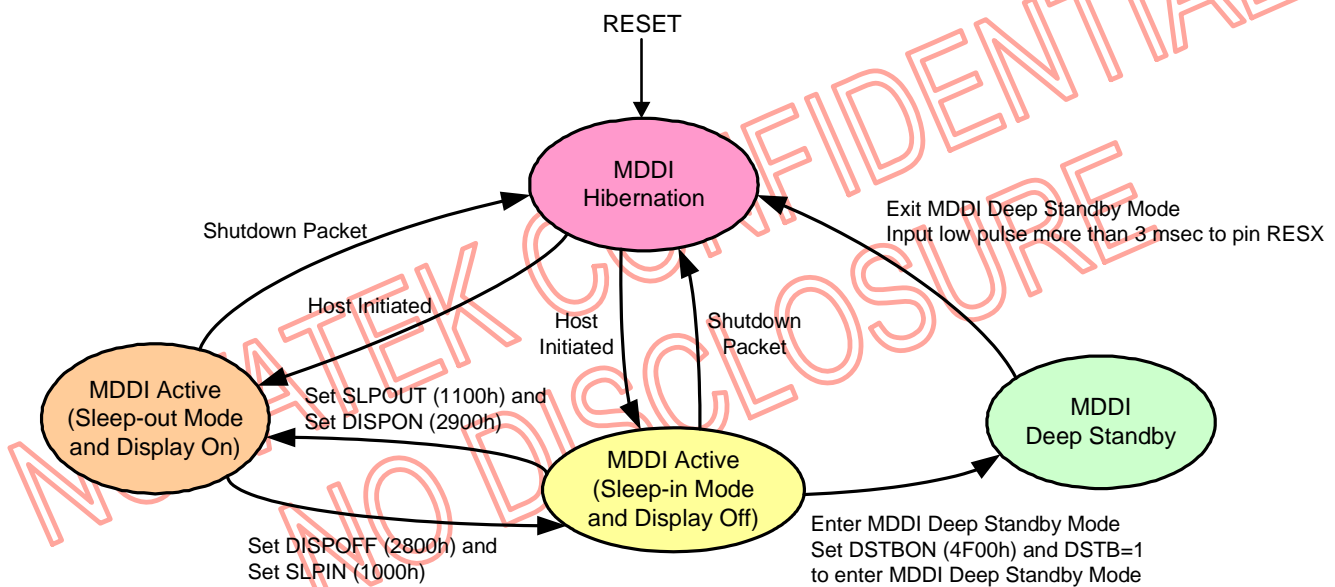 RESET
MDDI
Hibernation
Exit MDDI Deep Standby Mode
Input low pulse more than 3 msec to pin RESX
Shutdown Packet
Host Initiated
Host
Initiated
Shutdown
Packet
MDDI Active
(Sleep-out Mode
and Display On)
Set SLPOUT (1100h) and
Set DISPON (2900h)
MDDI
Deep Standby
MDDI Active
(Sleep-in Mode
and Display Off)
Set DISPOFF (2800h) and
Set SLPIN (1000h)
Enter MDDI Deep Standby Mode
Set DSTBON (4F00h) and DSTB=1
to enter MDDI Deep Standby Mode
NOVATEK CONFIDENTIAL
NO DISCLOSURE